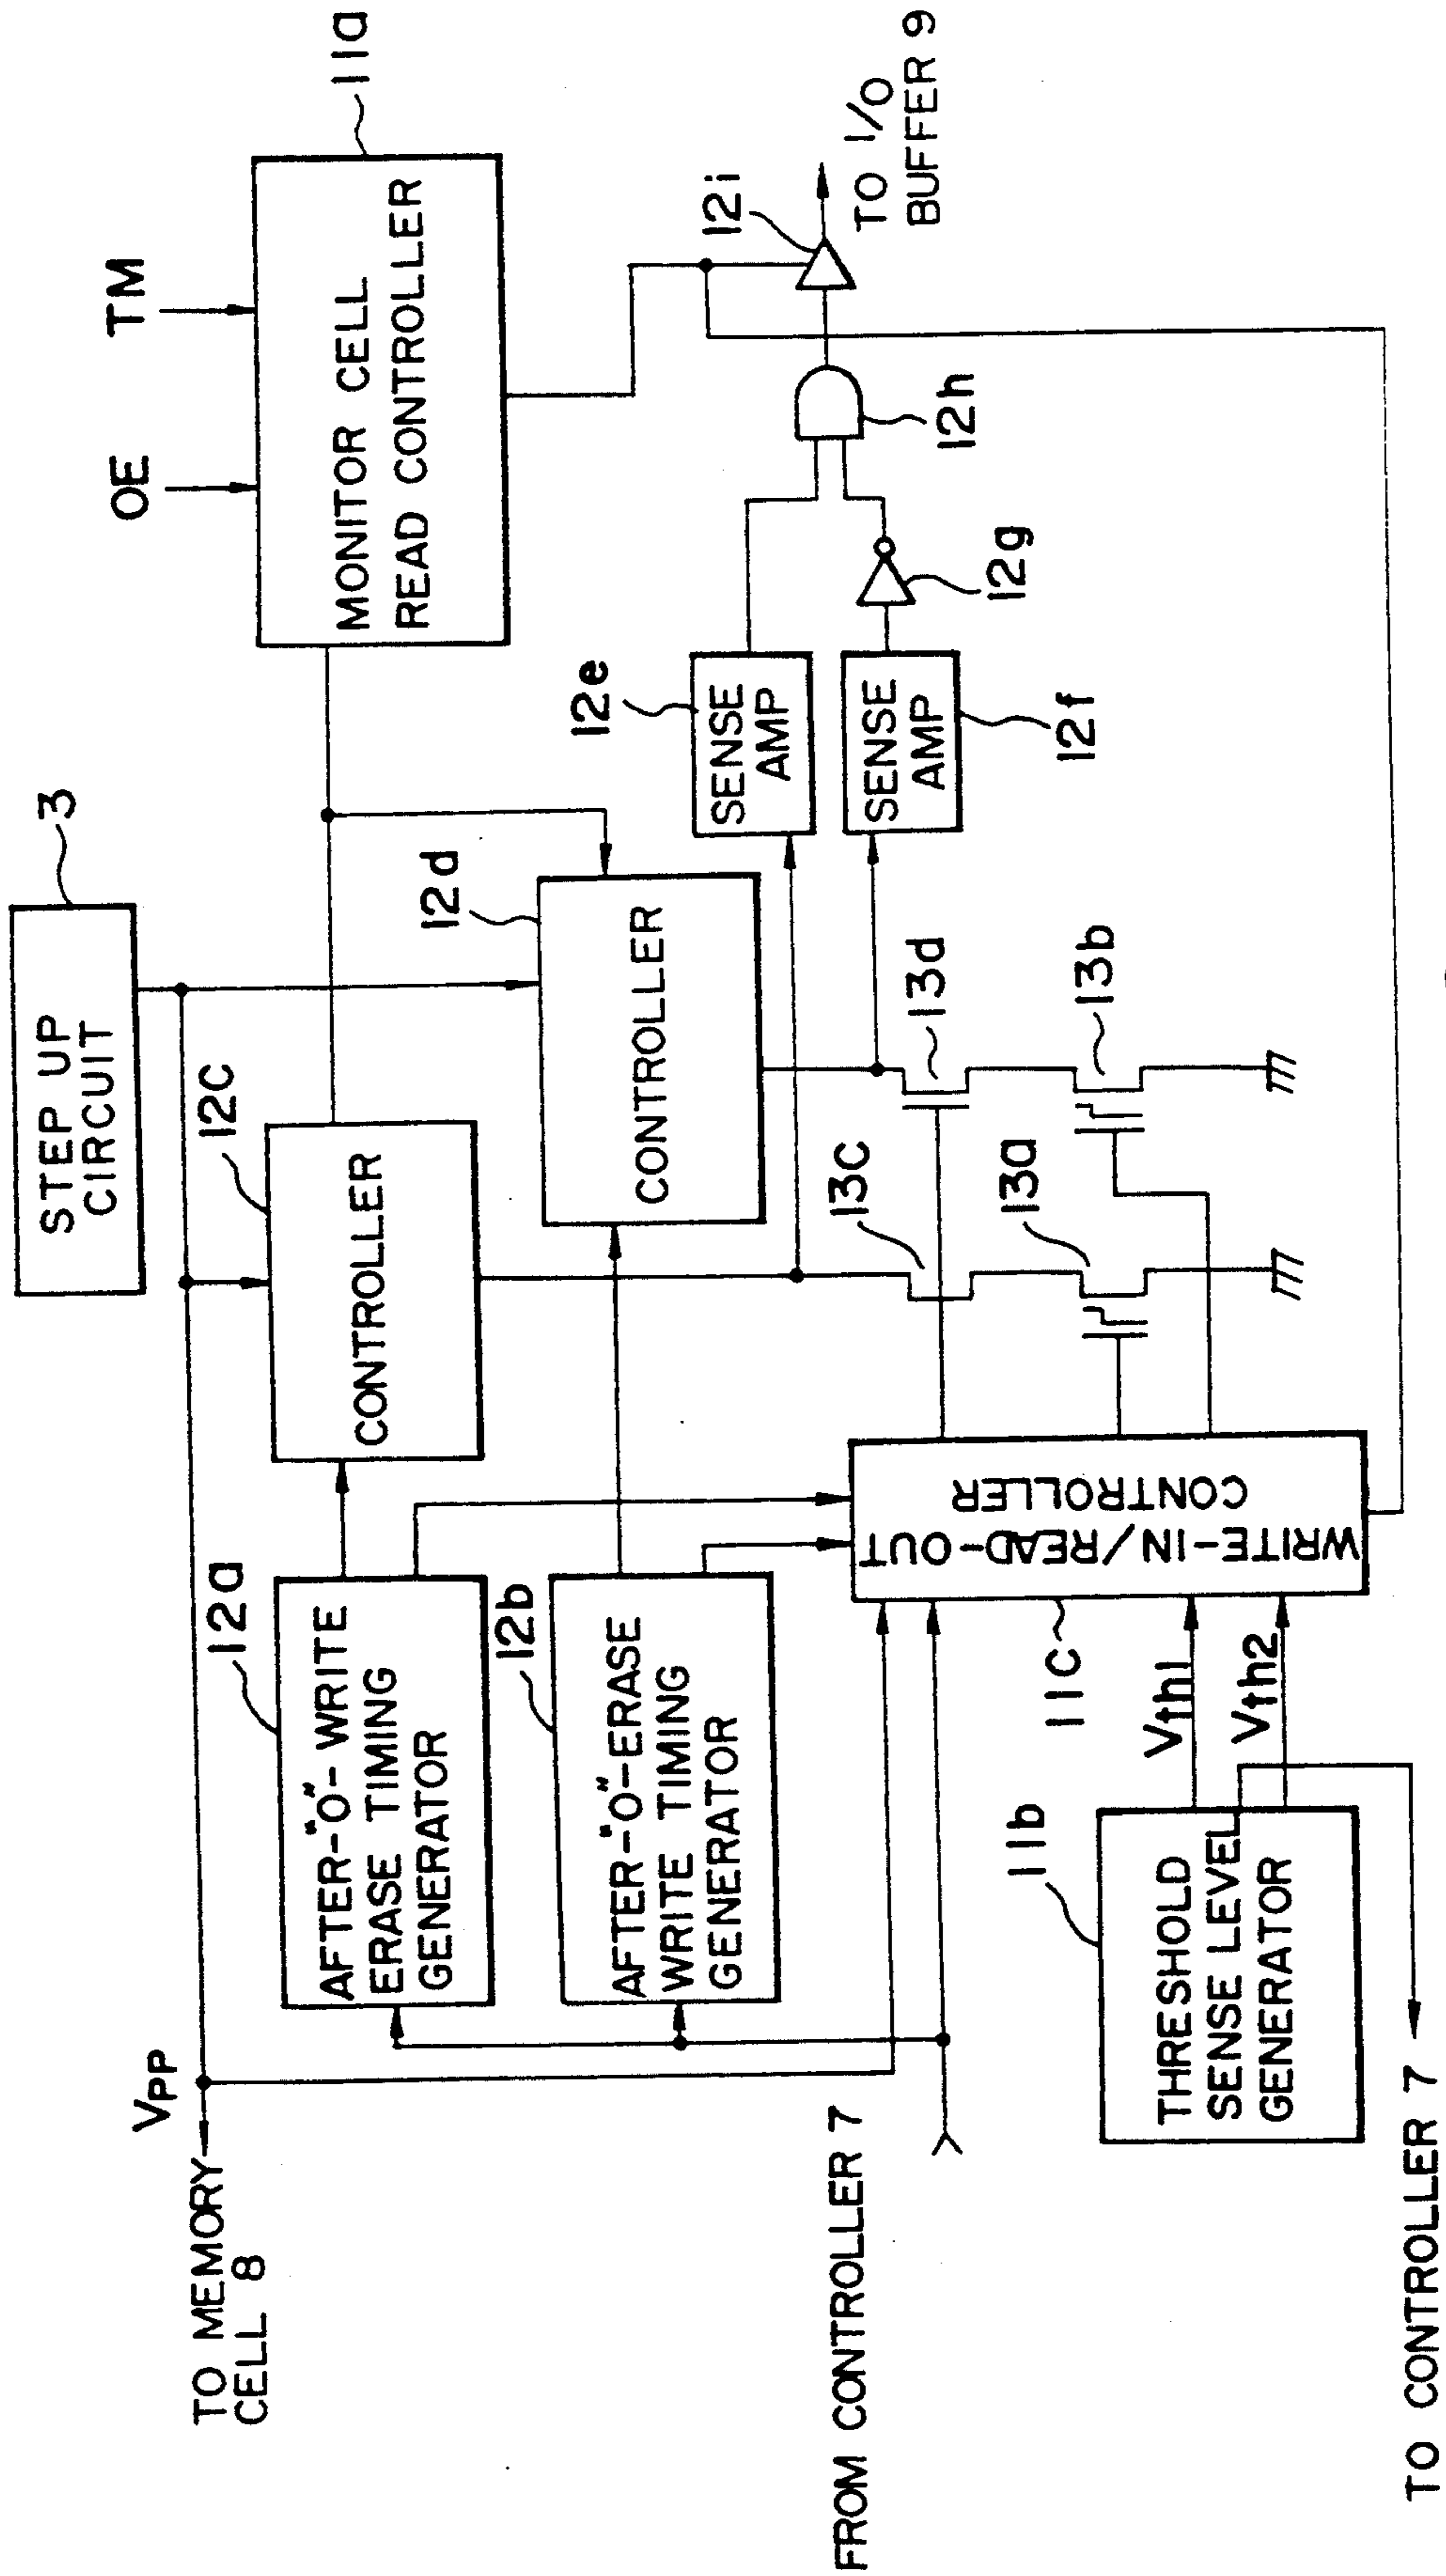 STEP UP
CIRCUIT
3
OE
TM
MONITOR CELL
READ CONTROLLER
11a
VPP
TO MEMORY
CELL 8
12a
AFTER-"0"-WRITE
ERASE TIMING
GENERATOR
12c
CONTROLLER
12d
CONTROLLER
12b
AFTER-"0"-ERASE
WRITE TIMING
GENERATOR
12e
SENSE
AMP
SENSE
AMP
12f
12g
12h
12i
TO I/O
BUFFER 9
13c
13d
13a
13b
FROM CONTROLLER 7
WRITE-IN/READ-OUT
CONTROLLER
11c
Vth1
Vth2
11b
THRESHOLD
SENSE LEVEL
GENERATOR
TO CONTROLLER 7